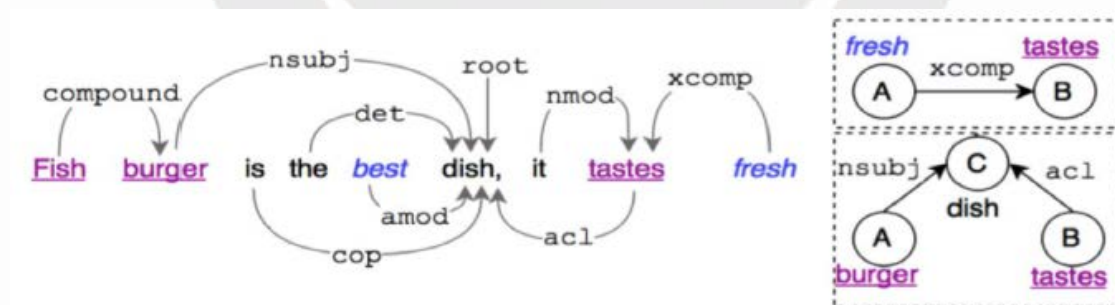 nsubj
root
compound
det
nmod
xcomp
Fish burger is the best dish, it tastes fresh
amod
cop
acl
fresh tastes
xcomp
A B
nsubj C acl
dish
A B
burger tastes